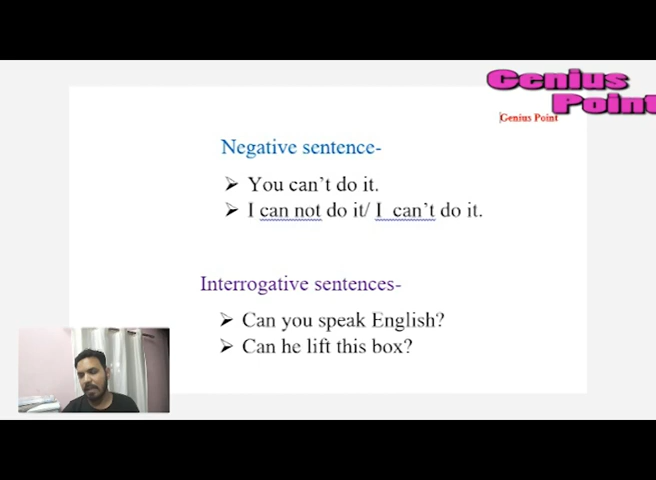 Genius
Point
Genius Point
Negative sentence-
➢ You can't do it.
➢ I can not do it/ I can't do it.
Interrogative sentences-
➢ Can you speak English?
➢ Can he lift this box?